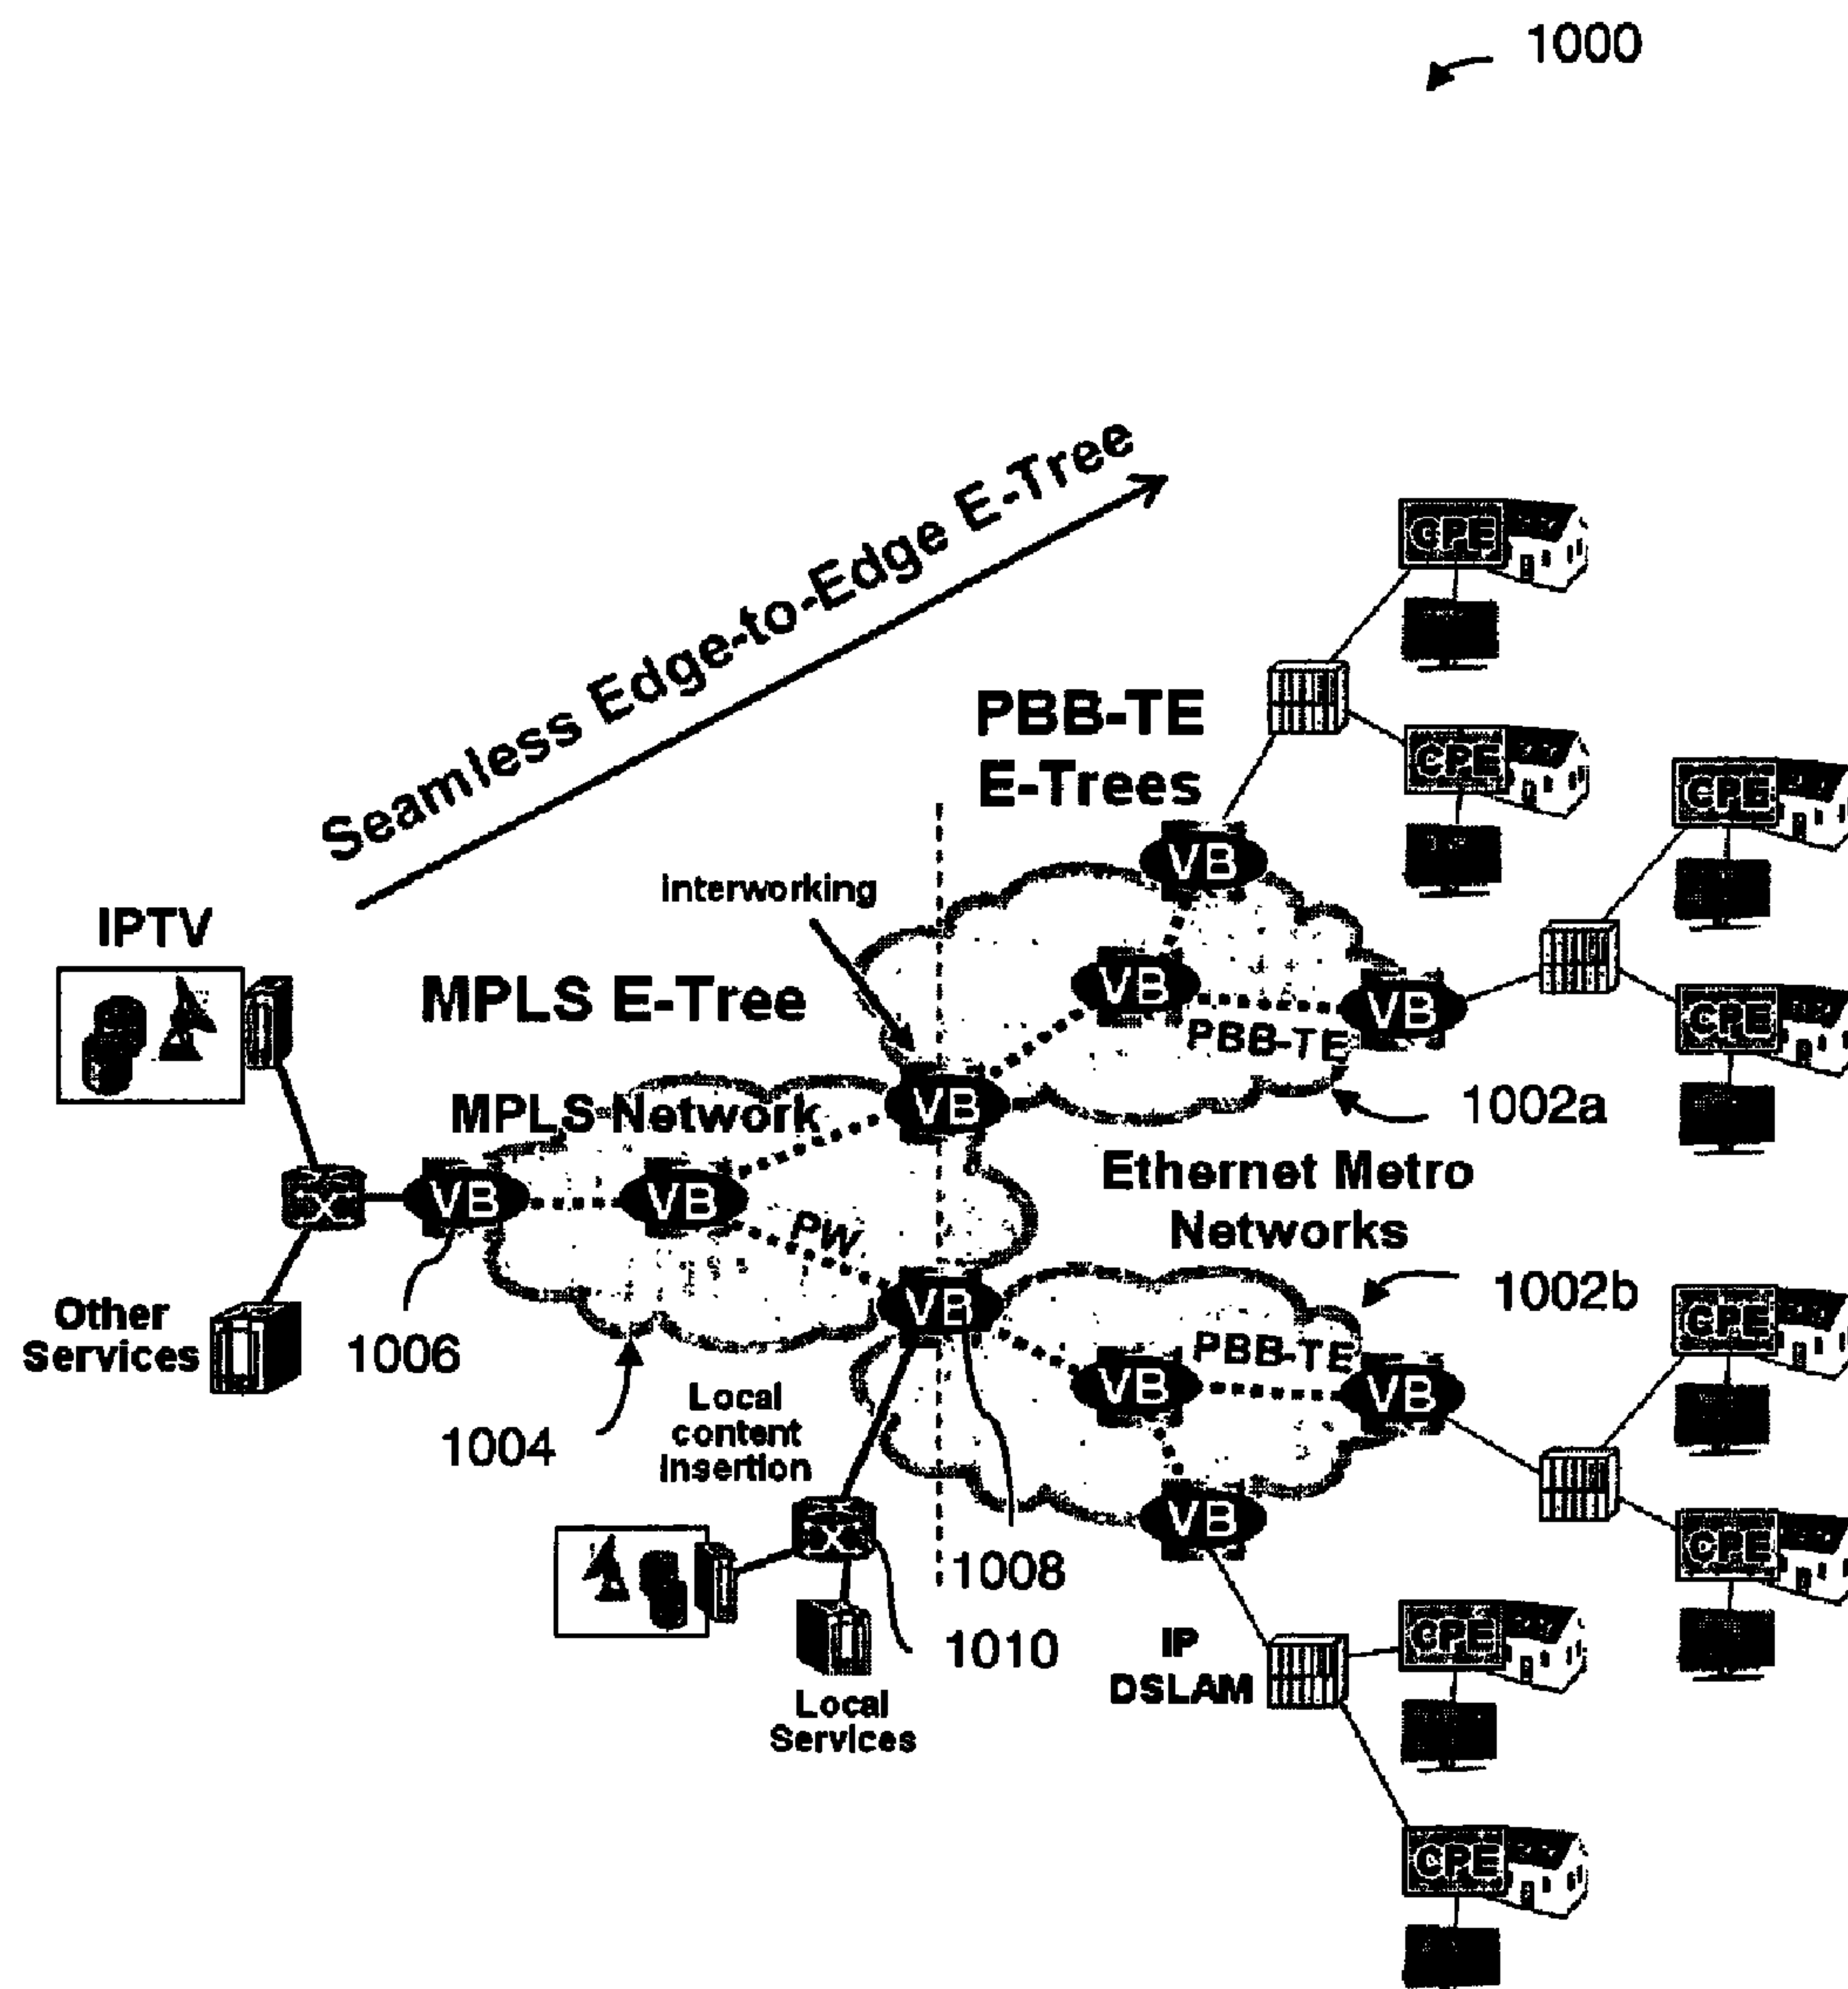 1000
Seamless Edge-to-Edge E-Tree
PBB-TE
E-Trees
CPE
CPE
CPE
CPE
Interworking
IPTV
MPLS E-Tree
VB
VB
VB
PBB-TE
VB
1002a
MPLS Network
VB
VB
PW
Ethernet Metro
Networks
VB
1002b
Other
Services
1006
1004
Local
content
Insertion
PBB-TE
VB
VB
VB
CPE
CPE
1008
1010
Local
Services
IP
DSLAM
CPE
CPE